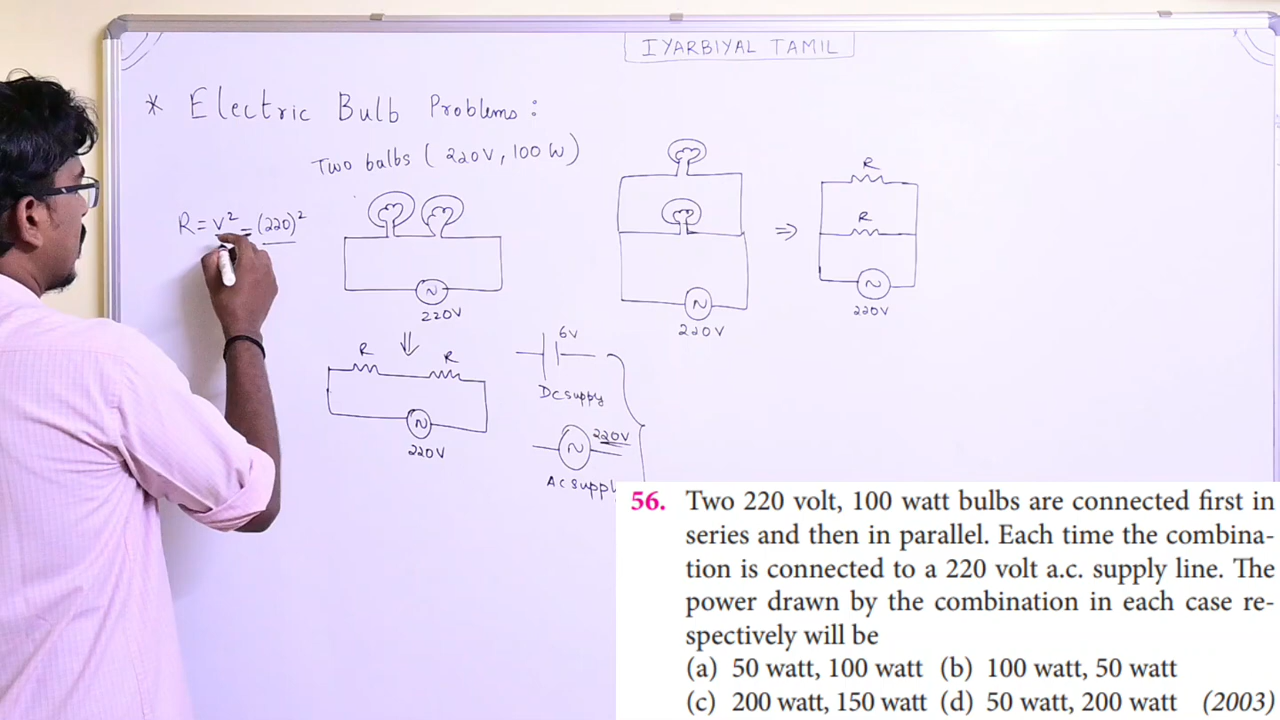 IYARBIYAL TAMIL
* Electric Bulb Problems :
Two balbs ( 220V, 100 W )
R = V² = (220)²
220V
R R
220V
6V
Dc supply
220V
Ac supply
220V
⇒
R
R
220V
56. Two 220 volt, 100 watt bulbs are connected first in
series and then in parallel. Each time the combina-
tion is connected to a 220 volt a.c. supply line. The
power drawn by the combination in each case re-
spectively will be
(a) 50 watt, 100 watt (b) 100 watt, 50 watt
(c) 200 watt, 150 watt (d) 50 watt, 200 watt (2003)